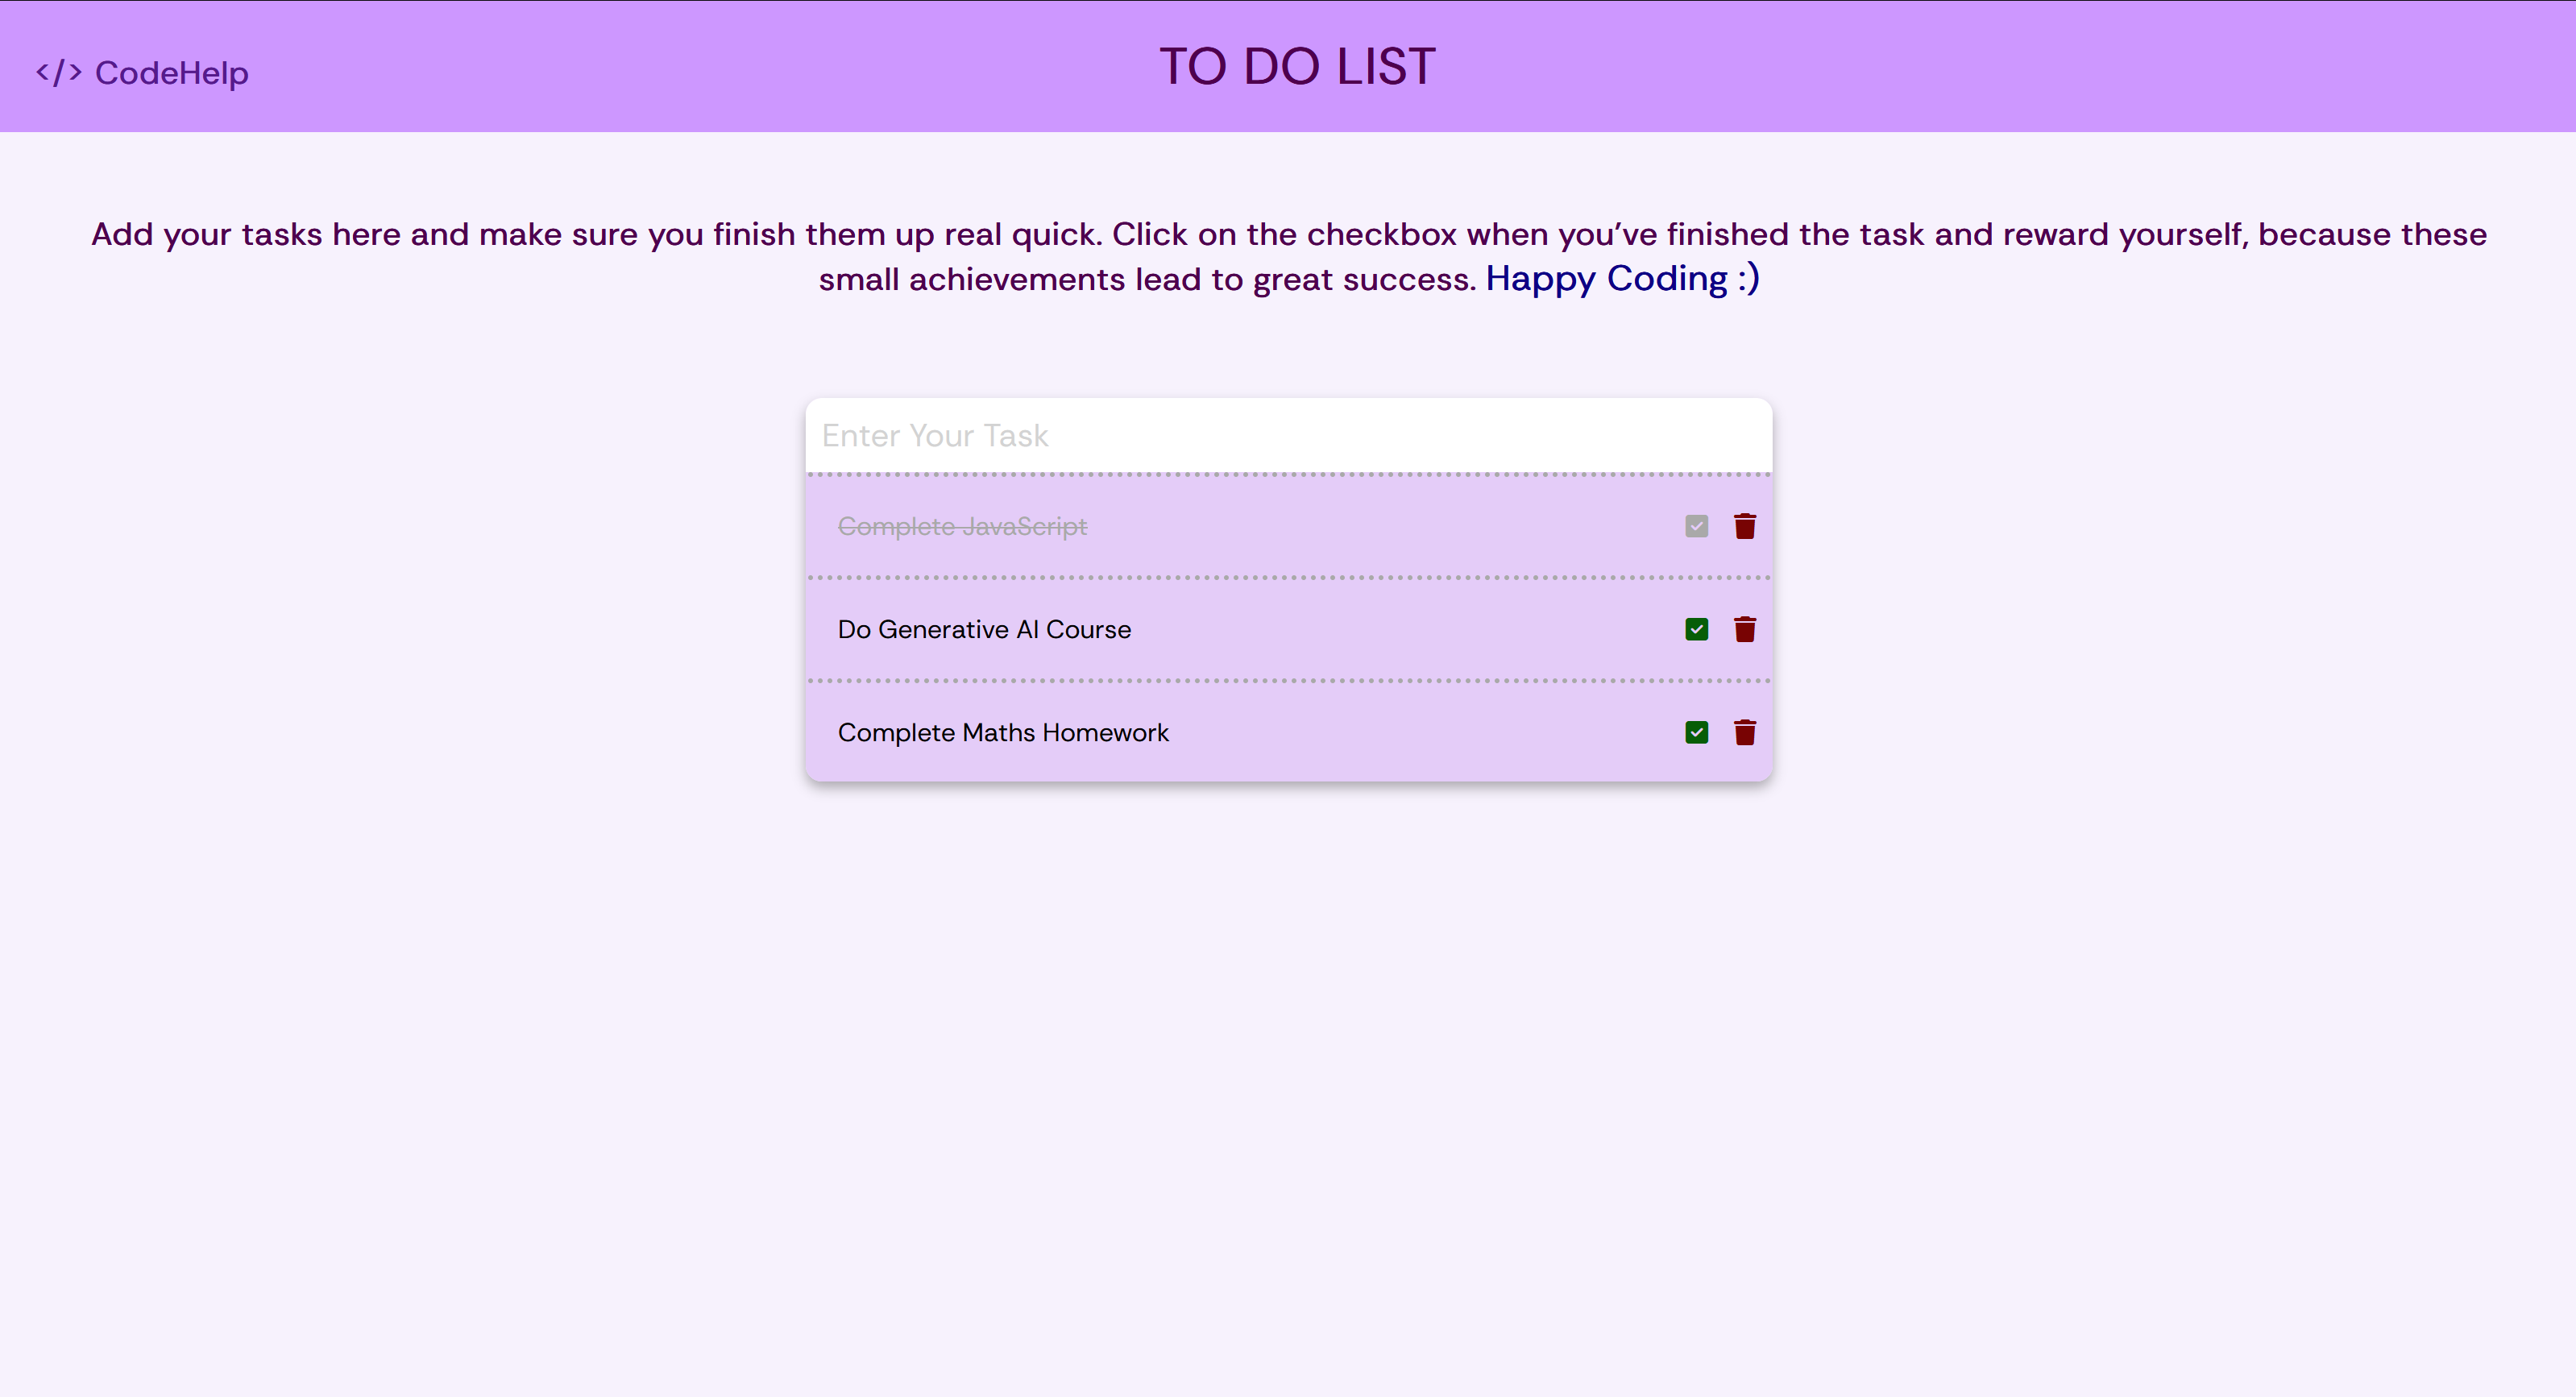 </> CodeHelp
TO DO LIST
Add your tasks here and make sure you finish them up real quick. Click on the checkbox when you’ve finished the task and reward yourself, because these
small achievements lead to great success. Happy Coding :)
Enter Your Task
Complete JavaScript
Do Generative AI Course
Complete Maths Homework